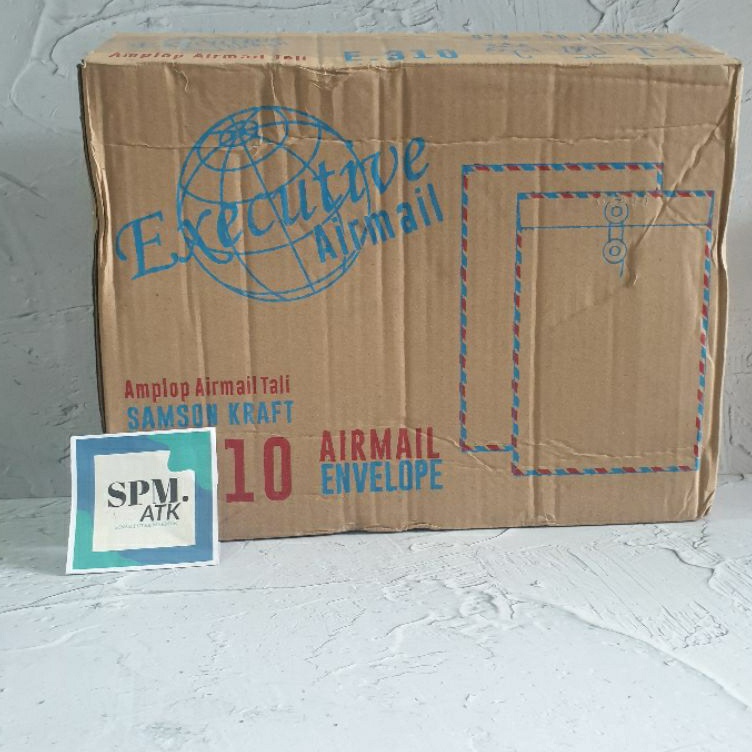 Amplop Airmail Tali
E-310
Executive
Airmail
Amplop Airmail Tali
SAMSON KRAFT
10
AIRMAIL
ENVELOPE
SPM.
ATK